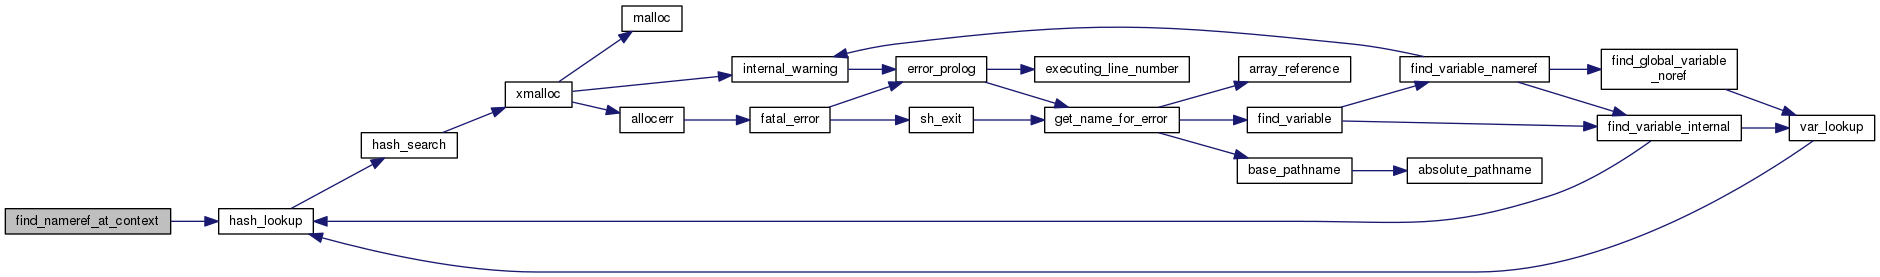 malloc
internal_warning
error_prolog
executing_line_number
array_reference
find_variable_nameref
find_global_variable
_noref
xmalloc
allocerr
fatal_error
sh_exit
get_name_for_error
find_variable
find_variable_internal
var_lookup
hash_search
base_pathname
absolute_pathname
find_nameref_at_context
hash_lookup